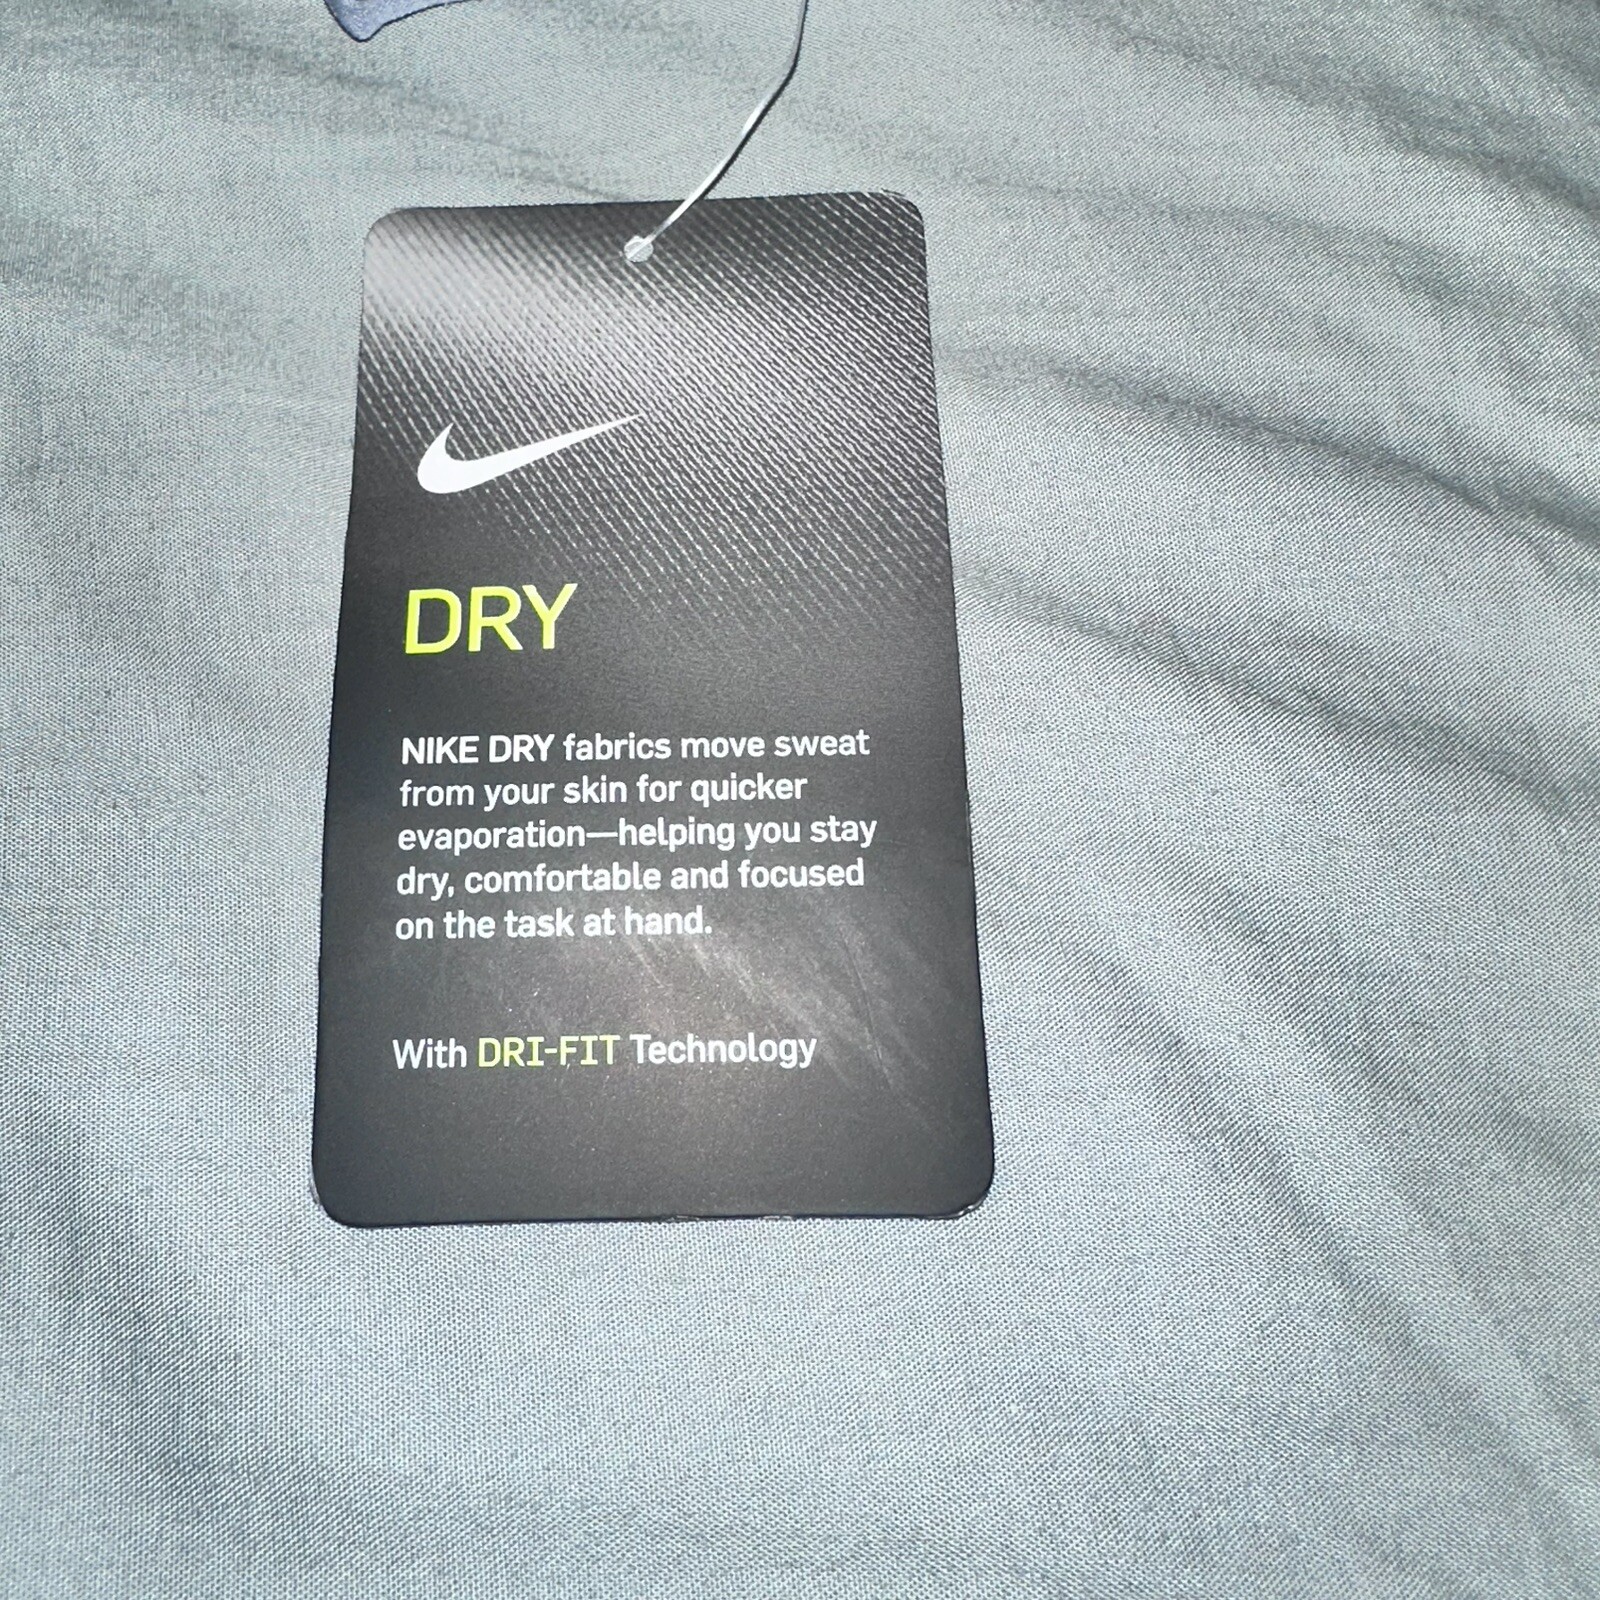 DRY
NIKE DRY fabrics move sweat
from your skin for quicker
evaporation—helping you stay
dry, comfortable and focused
on the task at hand.
With DRI-FIT Technology